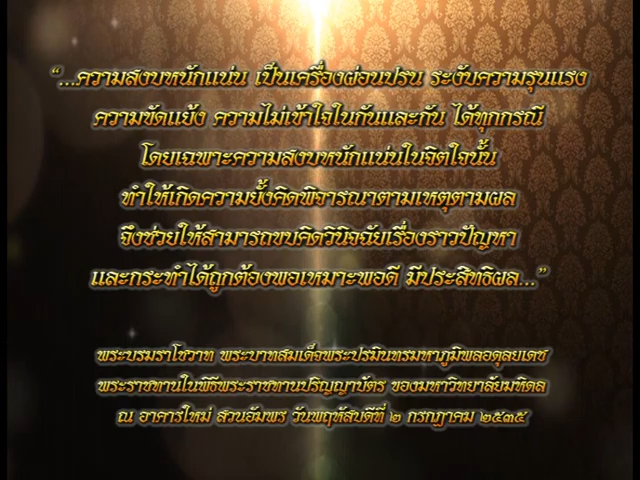 “...ความสงบหนักแน่น เป็นเครื่องผ่อนปรน ระงับความรุนแรง
ความขัดแย้ง ความไม่เข้าใจในกันและกัน ได้ทุกกรณี
โดยเฉพาะความสงบหนักแน่นในจิตใจนั้น
ทำให้เกิดความยั้งคิดพิจารณาตามเหตุตามผล
จึงช่วยให้สามารถขบคิดวินิจฉัยเรื่องราวปัญหา
และกระทำได้ถูกต้องพอเหมาะพอดี มีประสิทธิผล...”
พระบรมราโชวาท พระบาทสมเด็จพระปรมินทรมหาภูมิพลอดุลยเดช
พระราชทานในพิธีพระราชทานปริญญาบัตร ของมหาวิทยาลัยมหิดล
ณ อาคารใหม่ สวนอัมพร วันพฤหัสบดีที่ ๒ กรกฎาคม ๒๕๓๕